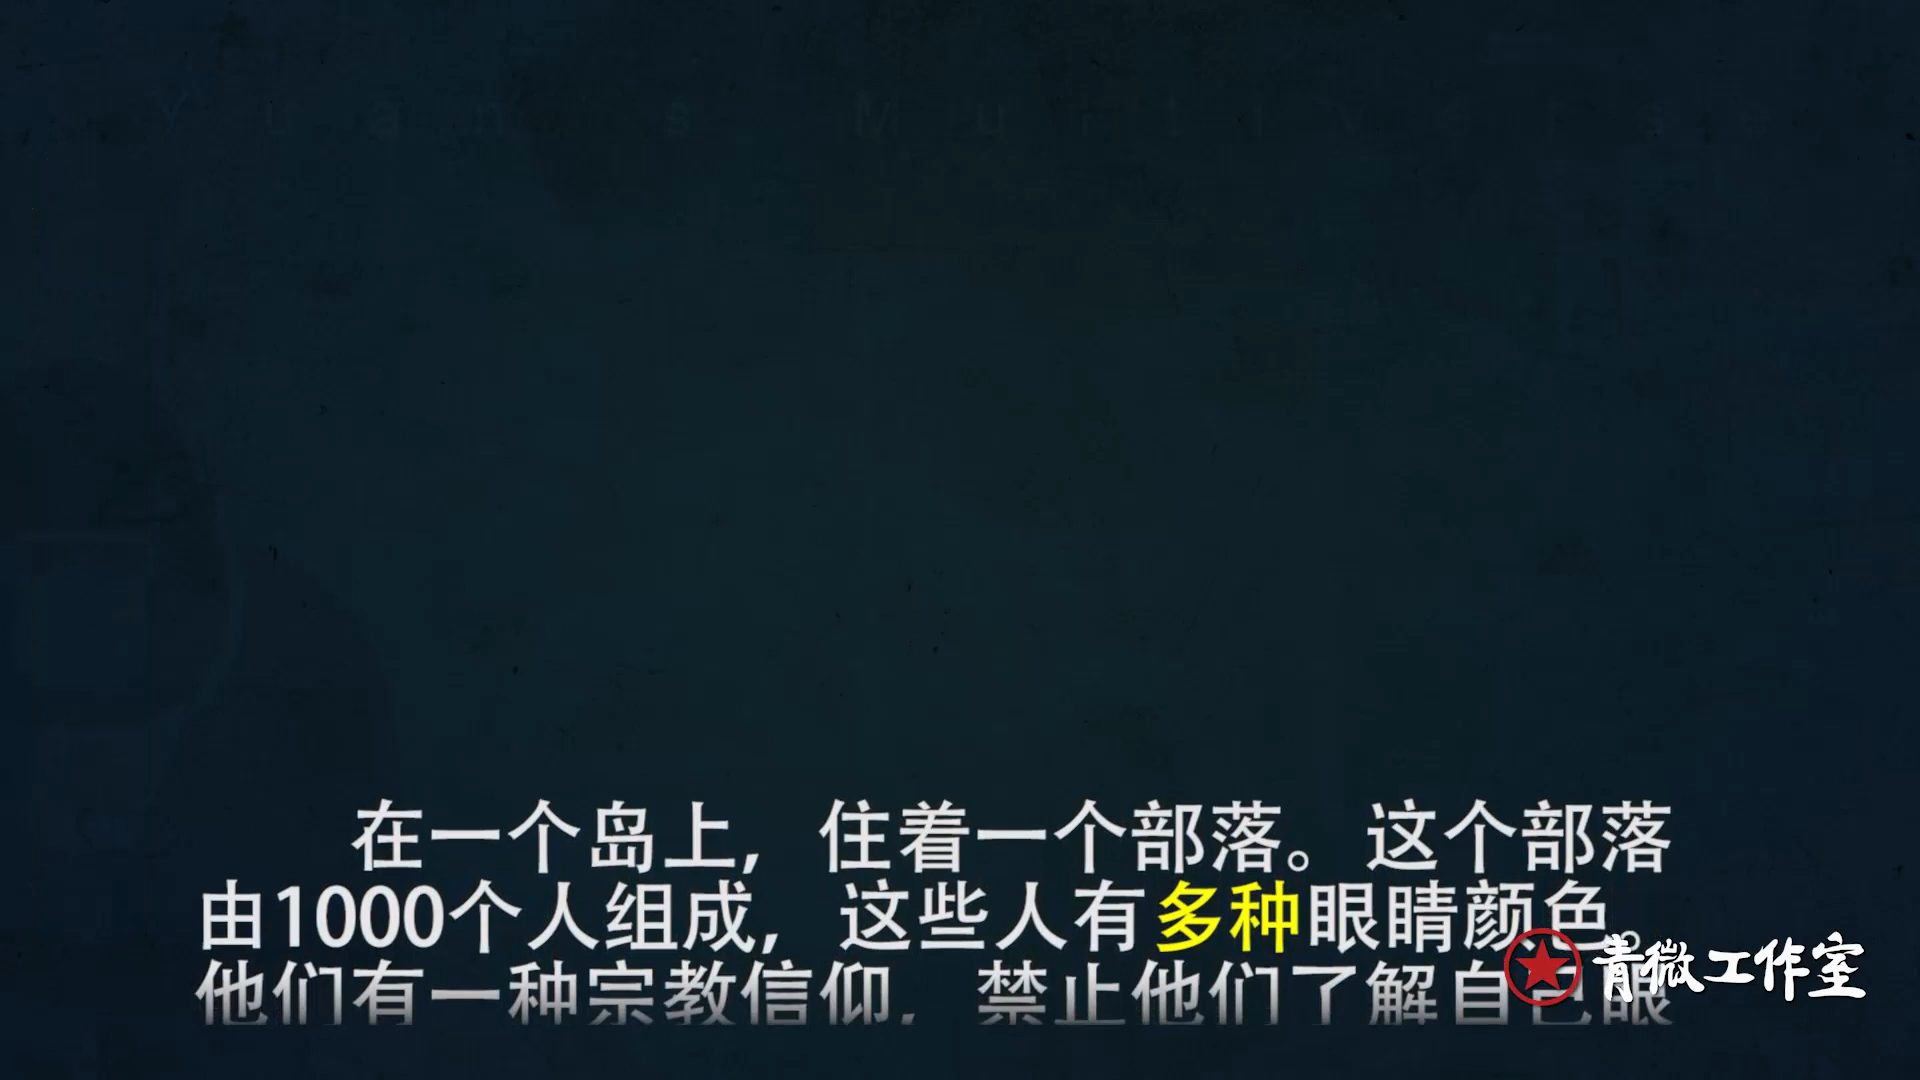 Yuan's Multiverse
在一个岛上，住着一个部落。这个部落
由1000个人组成，这些人有多种眼睛颜色。
他们有一种宗教信仰，禁止他们了解自己眼
青微工作室